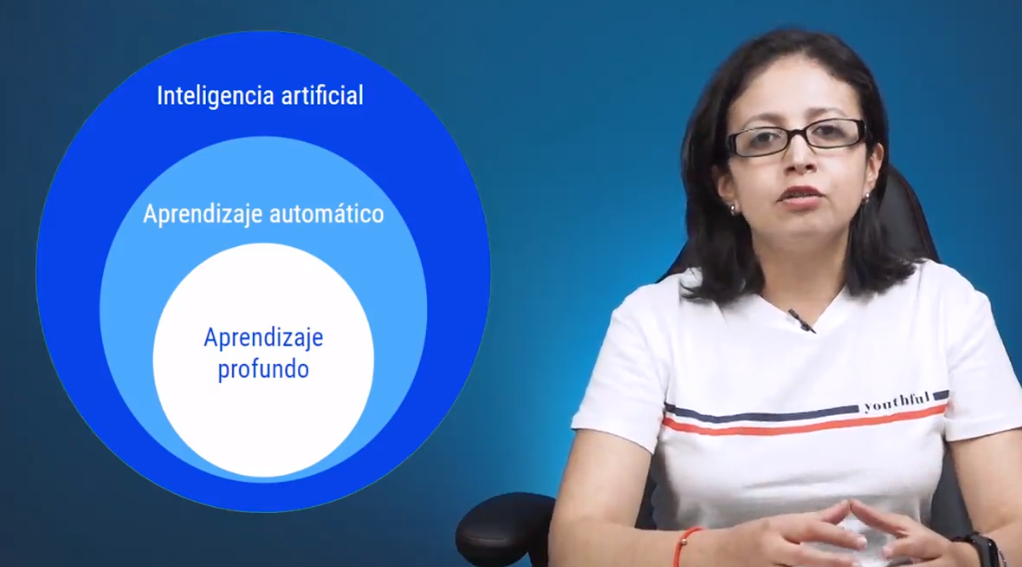 Inteligencia artificial
Aprendizaje automático
Aprendizaje
profundo
youthful